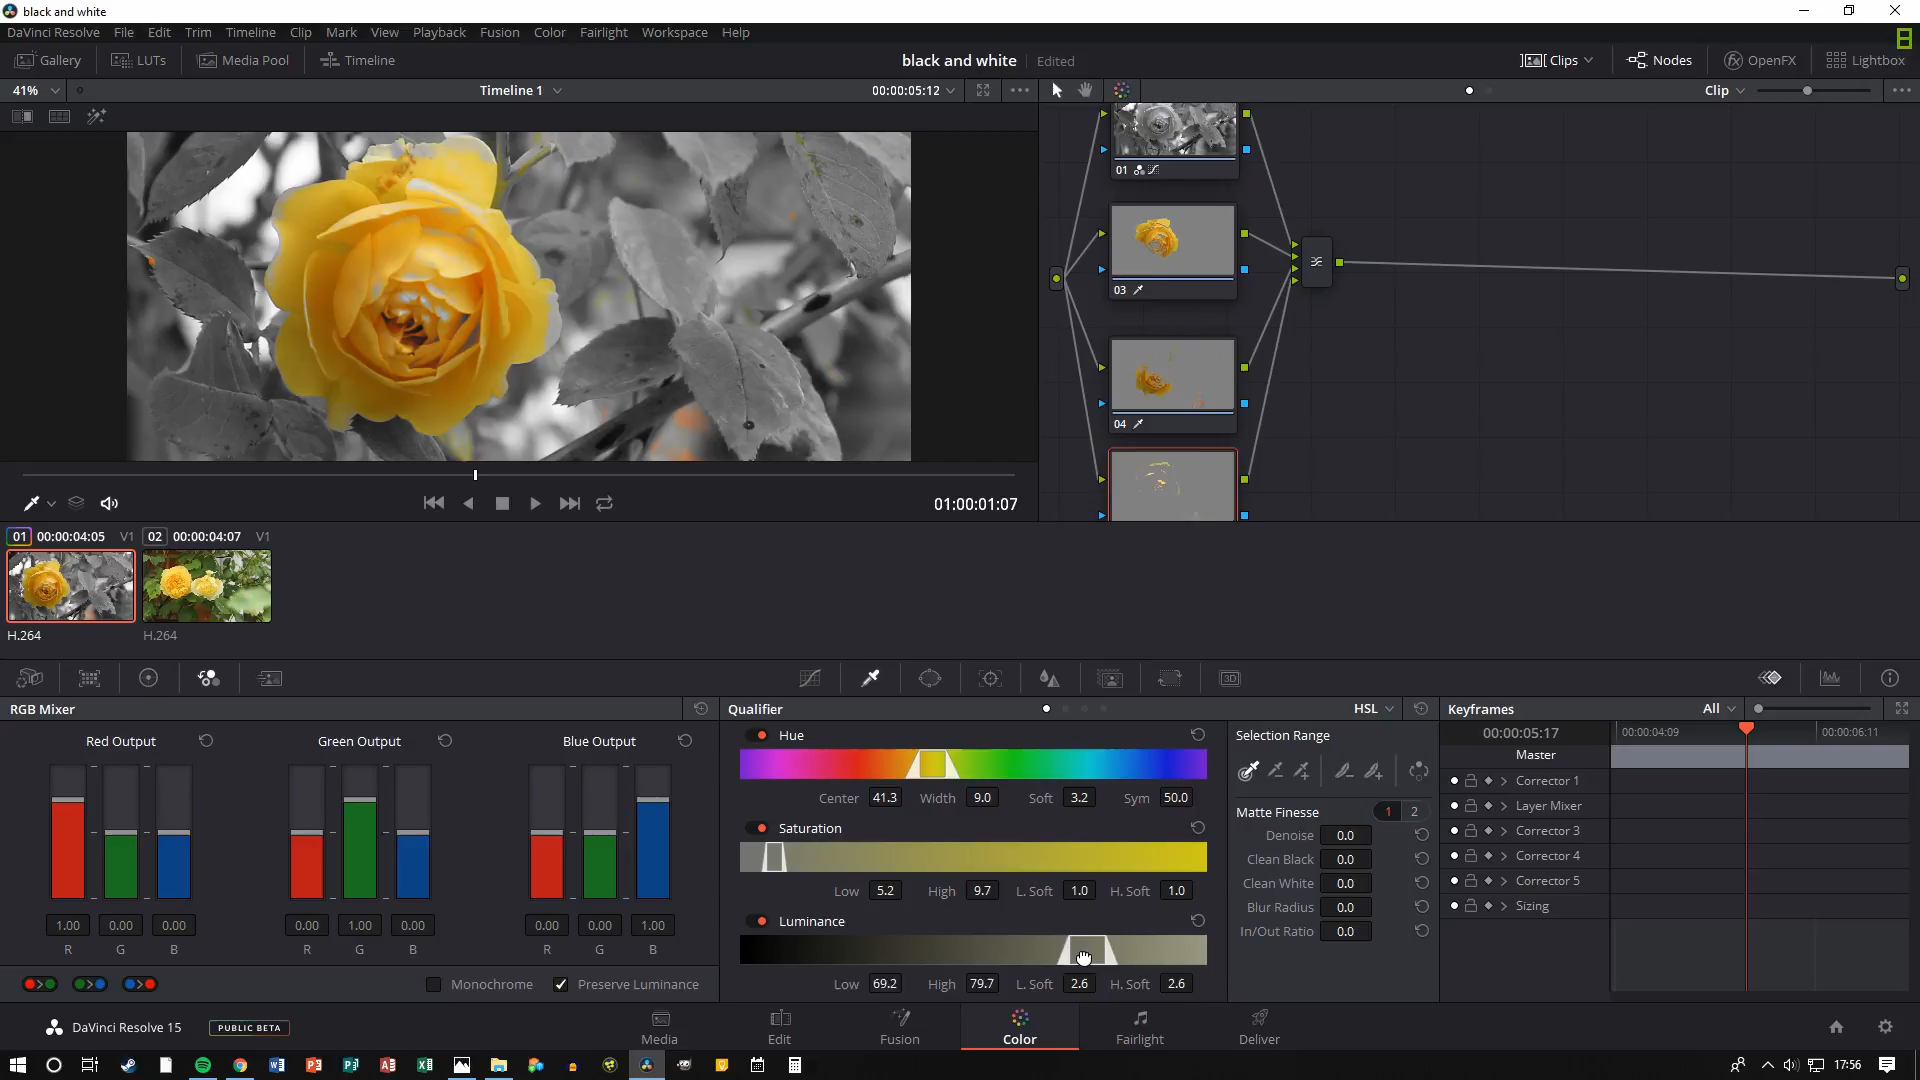 black and white
DaVinci Resolve File Edit Trim Timeline Clip Mark View Playback Fusion Color Fairlight Workspace Help
Gallery LUTs Media Pool Timeline black and white Edited Clips Nodes OpenFX Lightbox
41% Timeline 1 00:00:05:12 Clip
01
03
04
01:00:01:07
01 00:00:04:05 V1 02 00:00:04:07 V1
H.264 H.264
3D
RGB Mixer Qualifier HSL Keyframes All
Red Output Green Output Blue Output
Hue
Center 41.3 Width 9.0 Soft 3.2 Sym 50.0
Saturation
Low 5.2 High 9.7 L. Soft 1.0 H. Soft 1.0
Luminance
Low 69.2 High 79.7 L. Soft 2.6 H. Soft 2.6
1.00 0.00 0.00 0.00 1.00 0.00 0.00 0.00 1.00
R G B R G B R G B
Monochrome Preserve Luminance
Selection Range
Matte Finesse 1 2
Denoise 0.0
Clean Black 0.0
Clean White 0.0
Blur Radius 0.0
In/Out Ratio 0.0
00:00:05:17 00:00:04:09 00:00:06:11
Master
Corrector 1
Layer Mixer
Corrector 3
Corrector 4
Corrector 5
Sizing
DaVinci Resolve 15 PUBLIC BETA Media Edit Fusion Color Fairlight Deliver
17:56